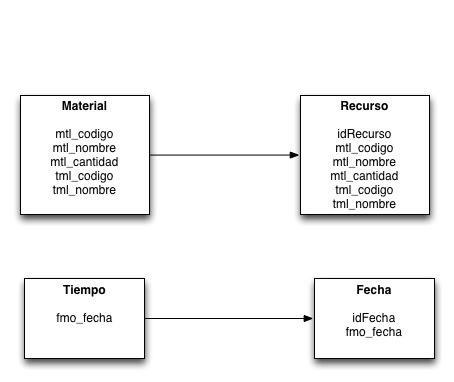 Material
mtl_codigo
mtl_nombre
mtl_cantidad
tml_codigo
tml_nombre
Recurso
idRecurso
mtl_codigo
mtl_nombre
mtl_cantidad
tml_codigo
tml_nombre
Tiempo
fmo_fecha
Fecha
idFecha
fmo_fecha